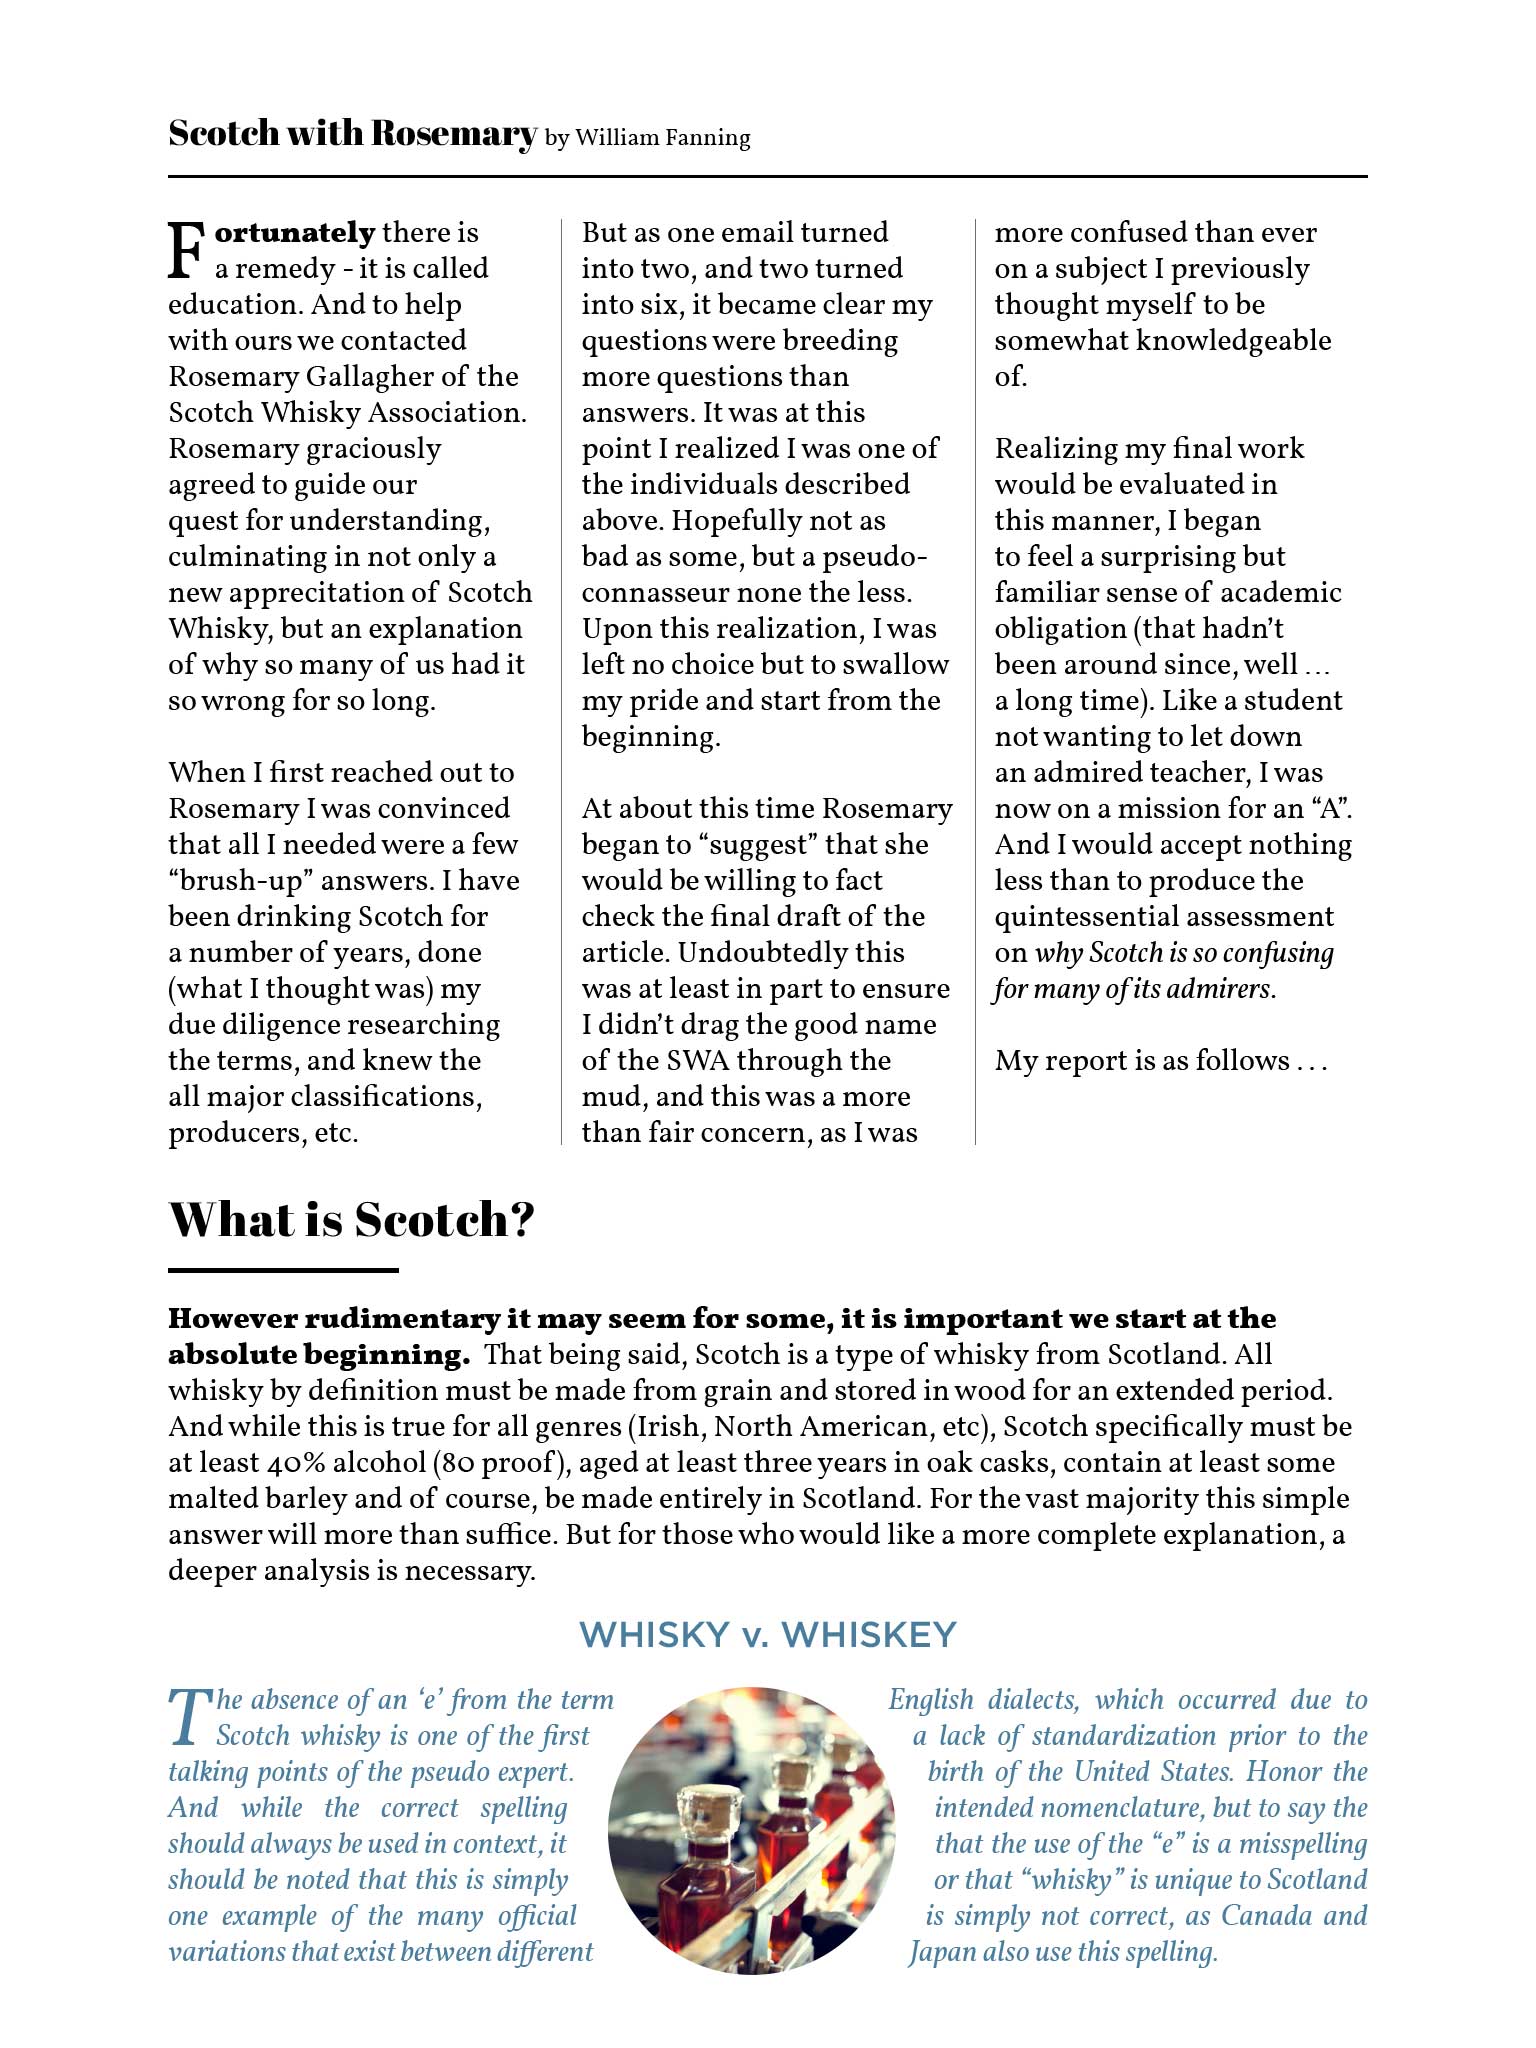 Scotch with Rosemary by William Fanning
Fortunately there is
a remedy - it is called
education. And to help
with ours we contacted
Rosemary Gallagher of the
Scotch Whisky Association.
Rosemary graciously
agreed to guide our
quest for understanding,
culminating in not only a
new apprecitation of Scotch
Whisky, but an explanation
of why so many of us had it
so wrong for so long.
When I first reached out to
Rosemary I was convinced
that all I needed were a few
“brush-up” answers. I have
been drinking Scotch for
a number of years, done
(what I thought was) my
due diligence researching
the terms, and knew the
all major classifications,
producers, etc.
But as one email turned
into two, and two turned
into six, it became clear my
questions were breeding
more questions than
answers. It was at this
point I realized I was one of
the individuals described
above. Hopefully not as
bad as some, but a pseudo-
connasseur none the less.
Upon this realization, I was
left no choice but to swallow
my pride and start from the
beginning.
At about this time Rosemary
began to “suggest” that she
would be willing to fact
check the final draft of the
article. Undoubtedly this
was at least in part to ensure
I didn’t drag the good name
of the SWA through the
mud, and this was a more
than fair concern, as I was
more confused than ever
on a subject I previously
thought myself to be
somewhat knowledgeable
of.
Realizing my final work
would be evaluated in
this manner, I began
to feel a surprising but
familiar sense of academic
obligation (that hadn’t
been around since, well …
a long time). Like a student
not wanting to let down
an admired teacher, I was
now on a mission for an “A”.
And I would accept nothing
less than to produce the
quintessential assessment
on why Scotch is so confusing
for many of its admirers.
My report is as follows . . .
What is Scotch?
However rudimentary it may seem for some, it is important we start at the
absolute beginning. That being said, Scotch is a type of whisky from Scotland. All
whisky by definition must be made from grain and stored in wood for an extended period.
And while this is true for all genres (Irish, North American, etc), Scotch specifically must be
at least 40% alcohol (80 proof), aged at least three years in oak casks, contain at least some
malted barley and of course, be made entirely in Scotland. For the vast majority this simple
answer will more than suffice. But for those who would like a more complete explanation, a
deeper analysis is necessary.
WHISKY v. WHISKEY
The absence of an ‘e’ from the term
Scotch whisky is one of the first
talking points of the pseudo expert.
And while the correct spelling
should always be used in context, it
should be noted that this is simply
one example of the many official
variations that exist between different
English dialects, which occurred due to
a lack of standardization prior to the
birth of the United States. Honor the
intended nomenclature, but to say the
that the use of the “e” is a misspelling
or that “whisky” is unique to Scotland
is simply not correct, as Canada and
Japan also use this spelling.